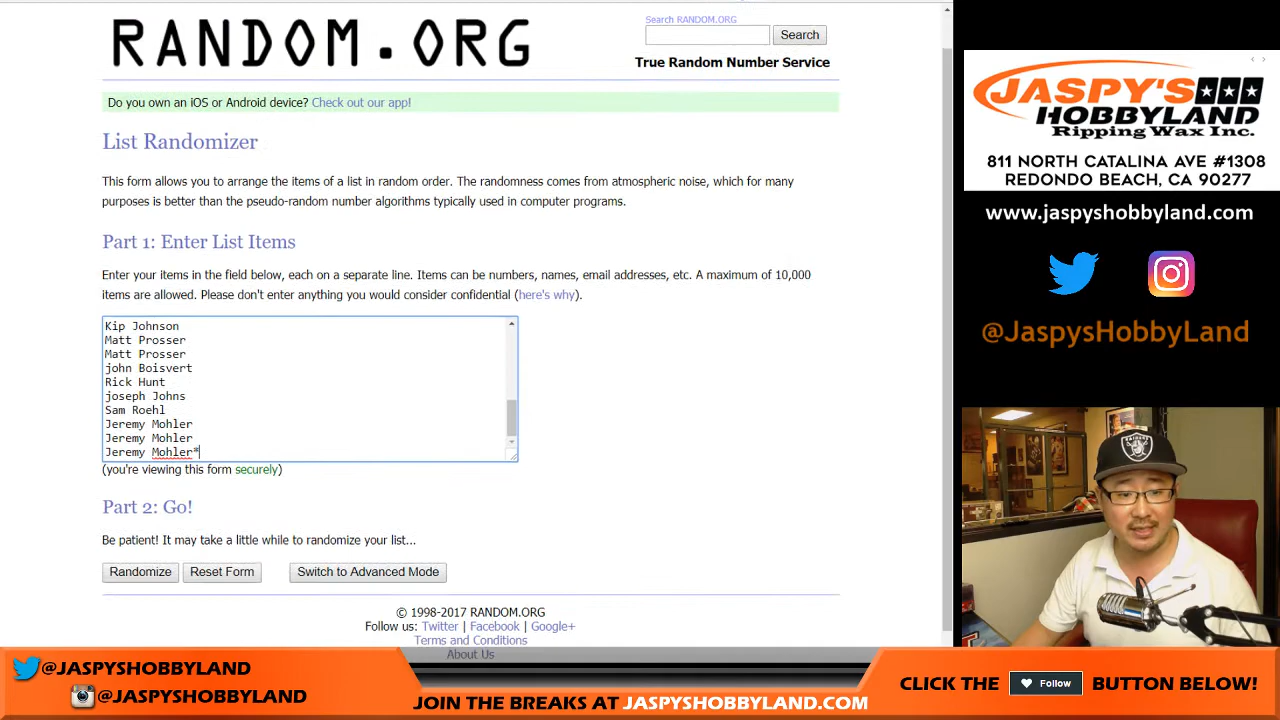 RANDOM.ORG
Search RANDOM.ORG
Search
True Random Number Service
Do you own an iOS or Android device? Check out our app!
List Randomizer
This form allows you to arrange the items of a list in random order. The randomness comes from atmospheric noise, which for many
purposes is better than the pseudo-random number algorithms typically used in computer programs.
Part 1: Enter List Items
Enter your items in the field below, each on a separate line. Items can be numbers, names, email addresses, etc. A maximum of 10,000
items are allowed. Please don't enter anything you would consider confidential (here's why).
Kip Johnson
Matt Prosser
Matt Prosser
john Boisvert
Rick Hunt
joseph Johns
Sam Roehl
Jeremy Mohler
Jeremy Mohler
Jeremy Mohler*
(you're viewing this form securely)
Part 2: Go!
Be patient! It may take a little while to randomize your list...
Randomize
Reset Form
Switch to Advanced Mode
© 1998-2017 RANDOM.ORG
Follow us: Twitter | Facebook | Google+
Terms and Conditions
About Us
JASPY'S
HOBBYLAND
Ripping Wax Inc.
811 NORTH CATALINA AVE #1308
REDONDO BEACH, CA 90277
www.jaspyshobbyland.com
@JaspysHobbyLand
@JASPYSHOBBYLAND
@JASPYSHOBBYLAND
JOIN THE BREAKS AT JASPYSHOBBYLAND.COM
CLICK THE
Follow
BUTTON BELOW!